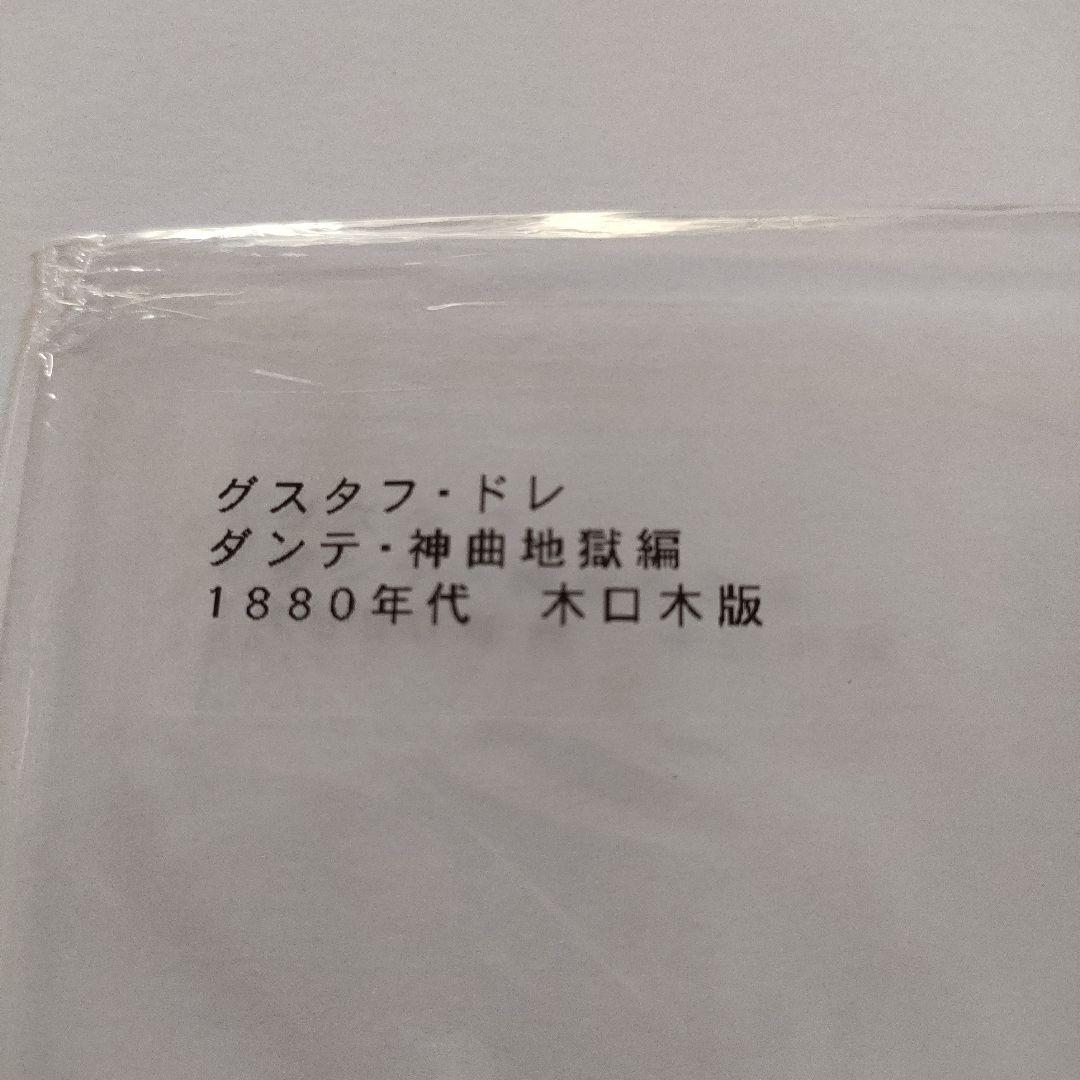 グスタフ・ドレ
ダンテ・神曲地獄編
1880年代　木口木版